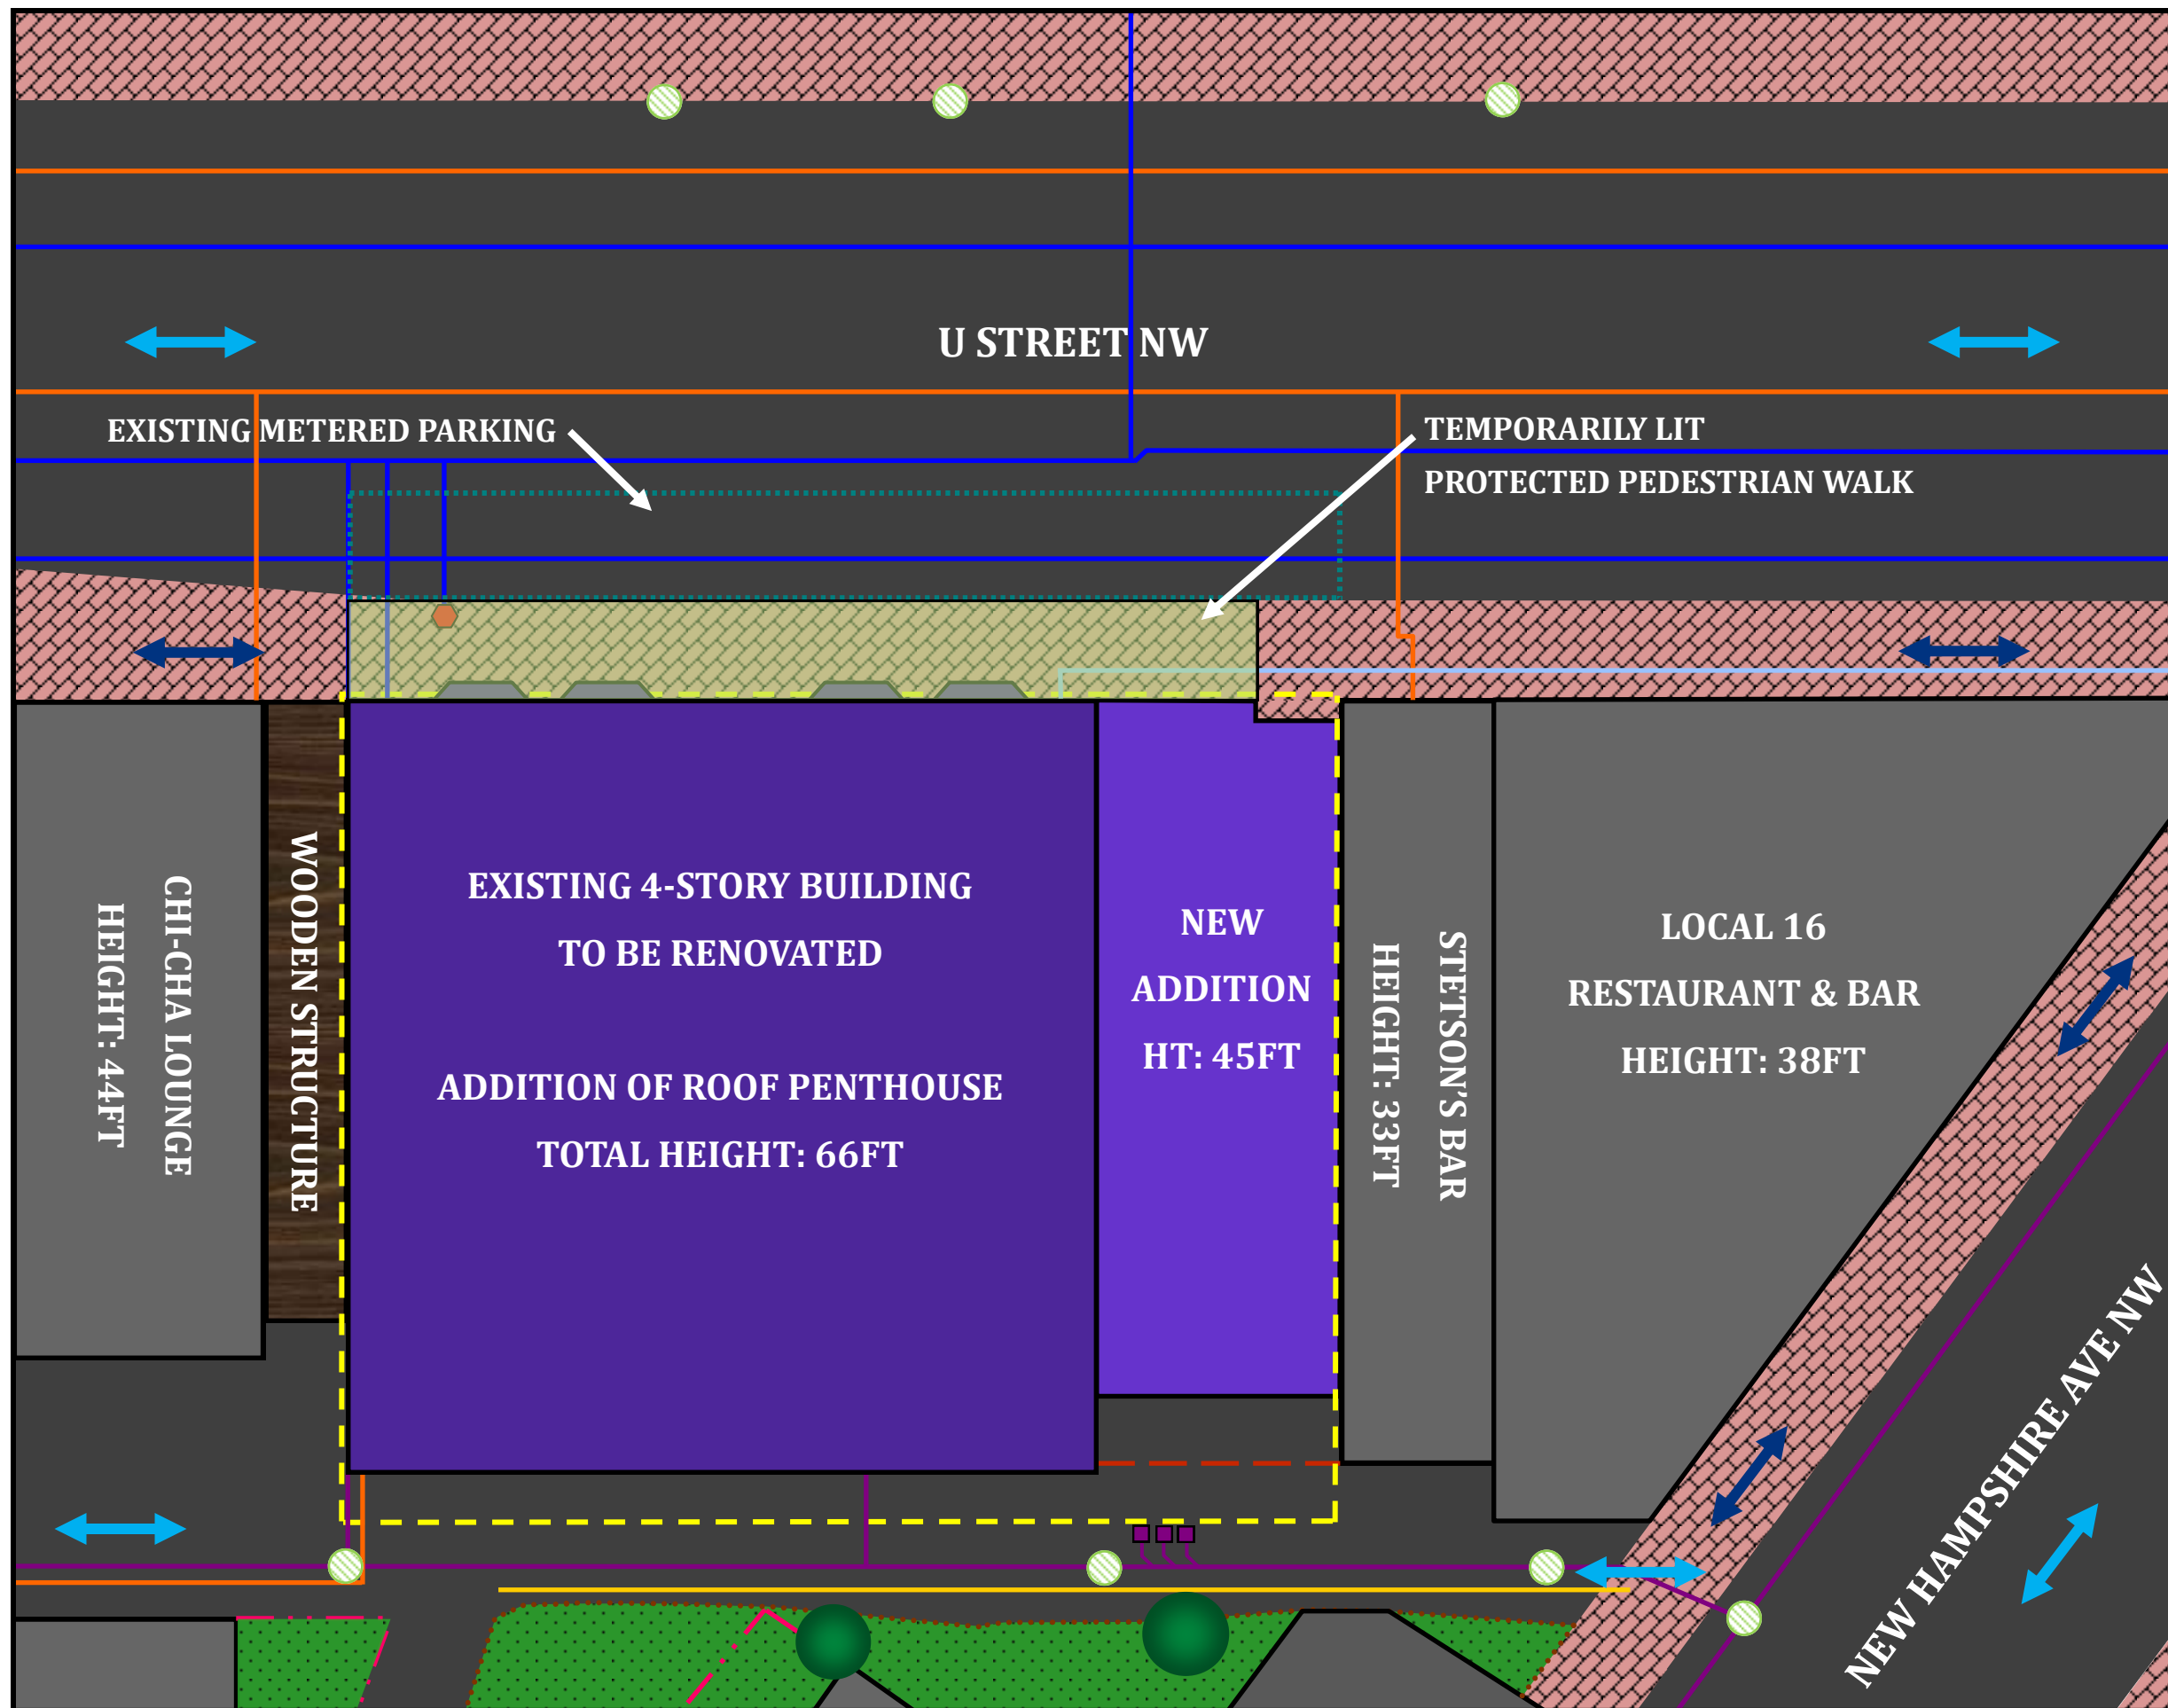 U STREET NW
EXISTING METERED PARKING
TEMPORARILY LIT
PROTECTED PEDESTRIAN WALK
CHI-CHA LOUNGE
HEIGHT: 44FT
WOODEN STRUCTURE
EXISTING 4-STORY BUILDING
TO BE RENOVATED
ADDITION OF ROOF PENTHOUSE
TOTAL HEIGHT: 66FT
NEW
ADDITION
HT: 45FT
STETSON'S BAR
HEIGHT: 33FT
LOCAL 16
RESTAURANT & BAR
HEIGHT: 38FT
NEW HAMPSHIRE AVE NW